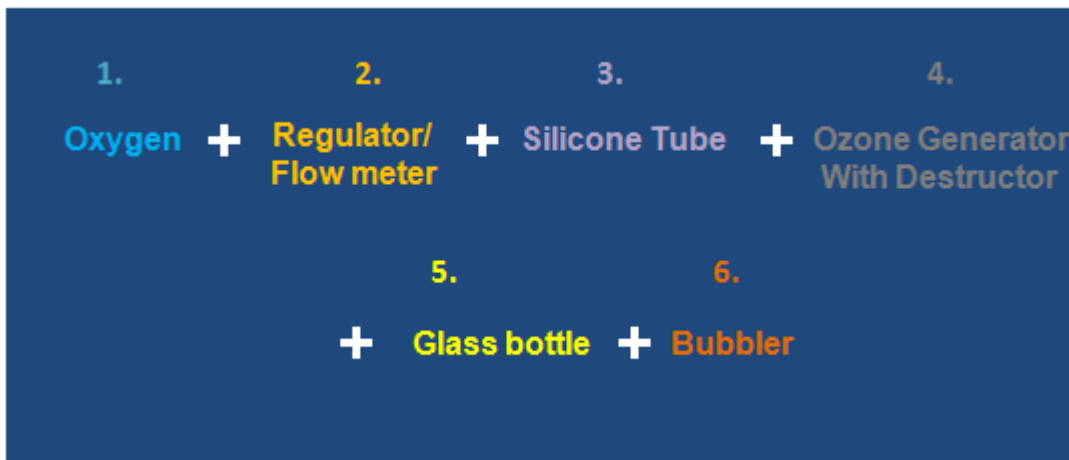 1. 2. 3. 4.
Oxygen + Regulator/ + Silicone Tube + Ozone Generator
Flow meter With Destructor
5. 6.
+ Glass bottle + Bubbler